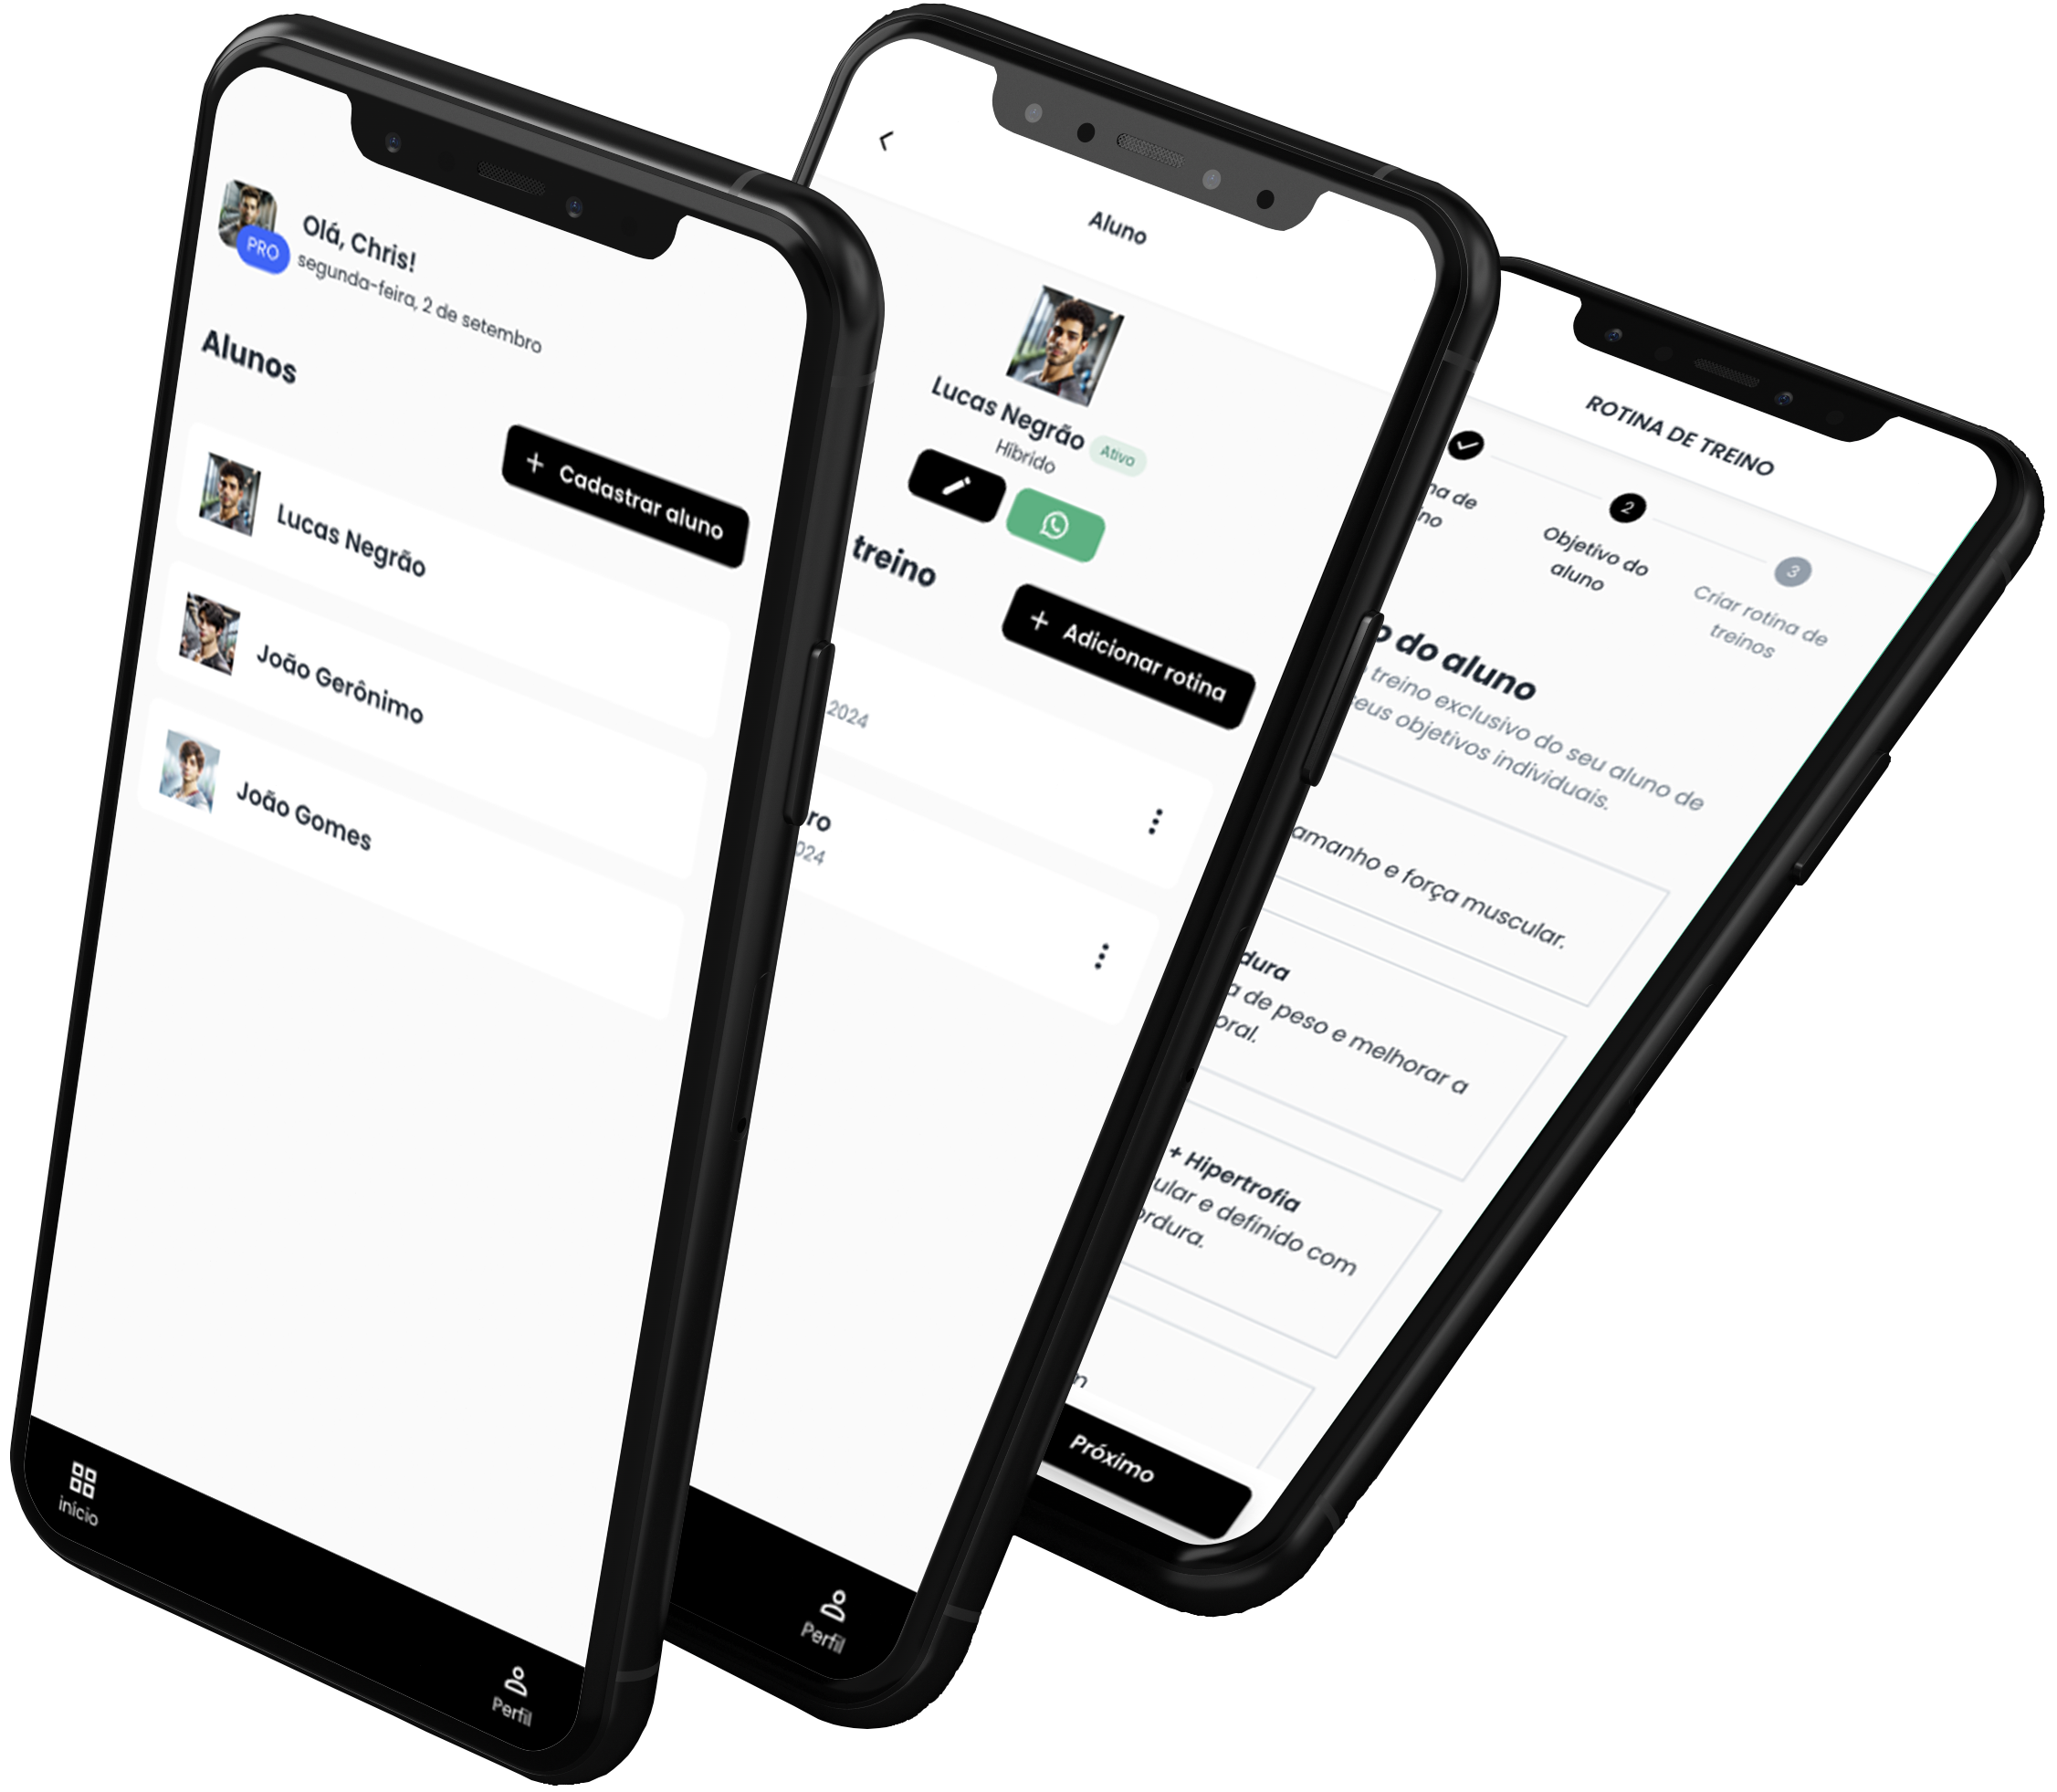 PRO
Olá, Chris!
segunda-feira, 2 de setembro
Alunos
+ Cadastrar aluno
Lucas Negrão
João Gerônimo
João Gomes
início
Perfil
Aluno
Lucas Negrão
Ativo
Híbrido
treino
+ Adicionar rotina
2024
ro
024
Perfil
ROTINA DE TREINO
2
3
na de
no
Objetivo do
aluno
Criar rotina de
treinos
o do aluno
treino exclusivo do seu aluno de
seus objetivos individuais.
amanho e força muscular.
dura
a de peso e melhorar a
oral.
+ Hipertrofia
ular e definido com
ordura.
n
Próximo